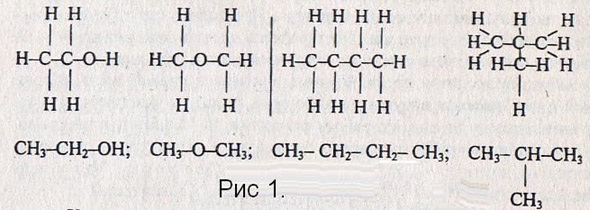 H H H H H H H H H H H
H–C–C–O–H H–C–O–C–H H–C–C–C–C–H H–C–C–C–H
H H–C–H H
H H H H H H H H H
CH₃–CH₂–OH; CH₃–O–CH₃; CH₃–CH₂–CH₂–CH₃; CH₃–CH–CH₃
CH₃
Рис 1.